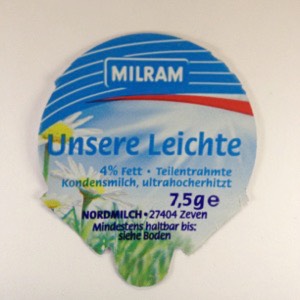 MILRAM
Unsere Leichte
4% Fett • Teilentrahmte
Kondensmilch, ultrahocherhitzt
7,5g e
NORDMILCH • 27404 Zeven
Mindestens haltbar bis:
siehe Boden